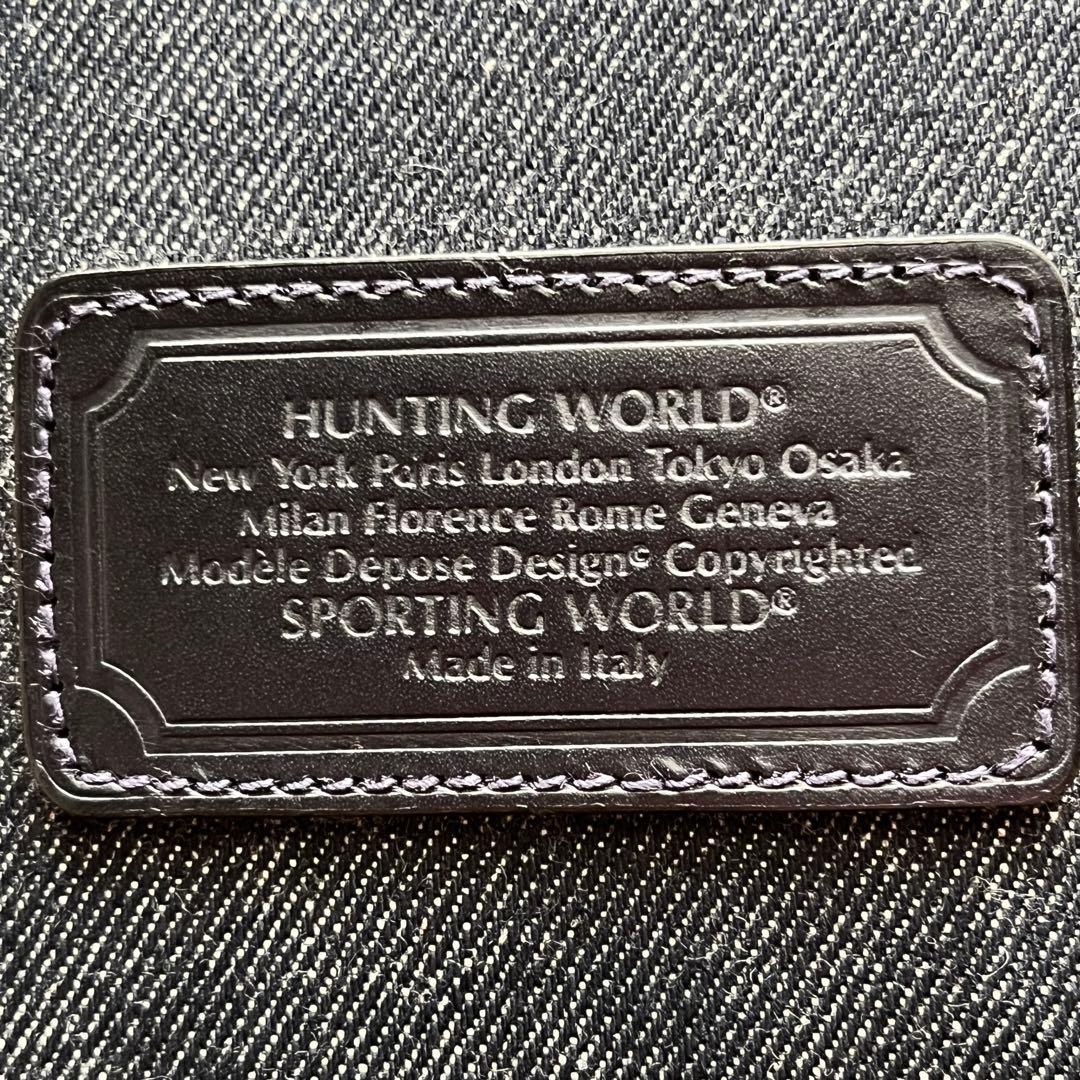 HUNTING WORLD®
New York Paris London Tokyo Osaka
Milan Florence Rome Geneva
Modèle Déposé Design© Copyrighted
SPORTING WORLD®
Made in Italy